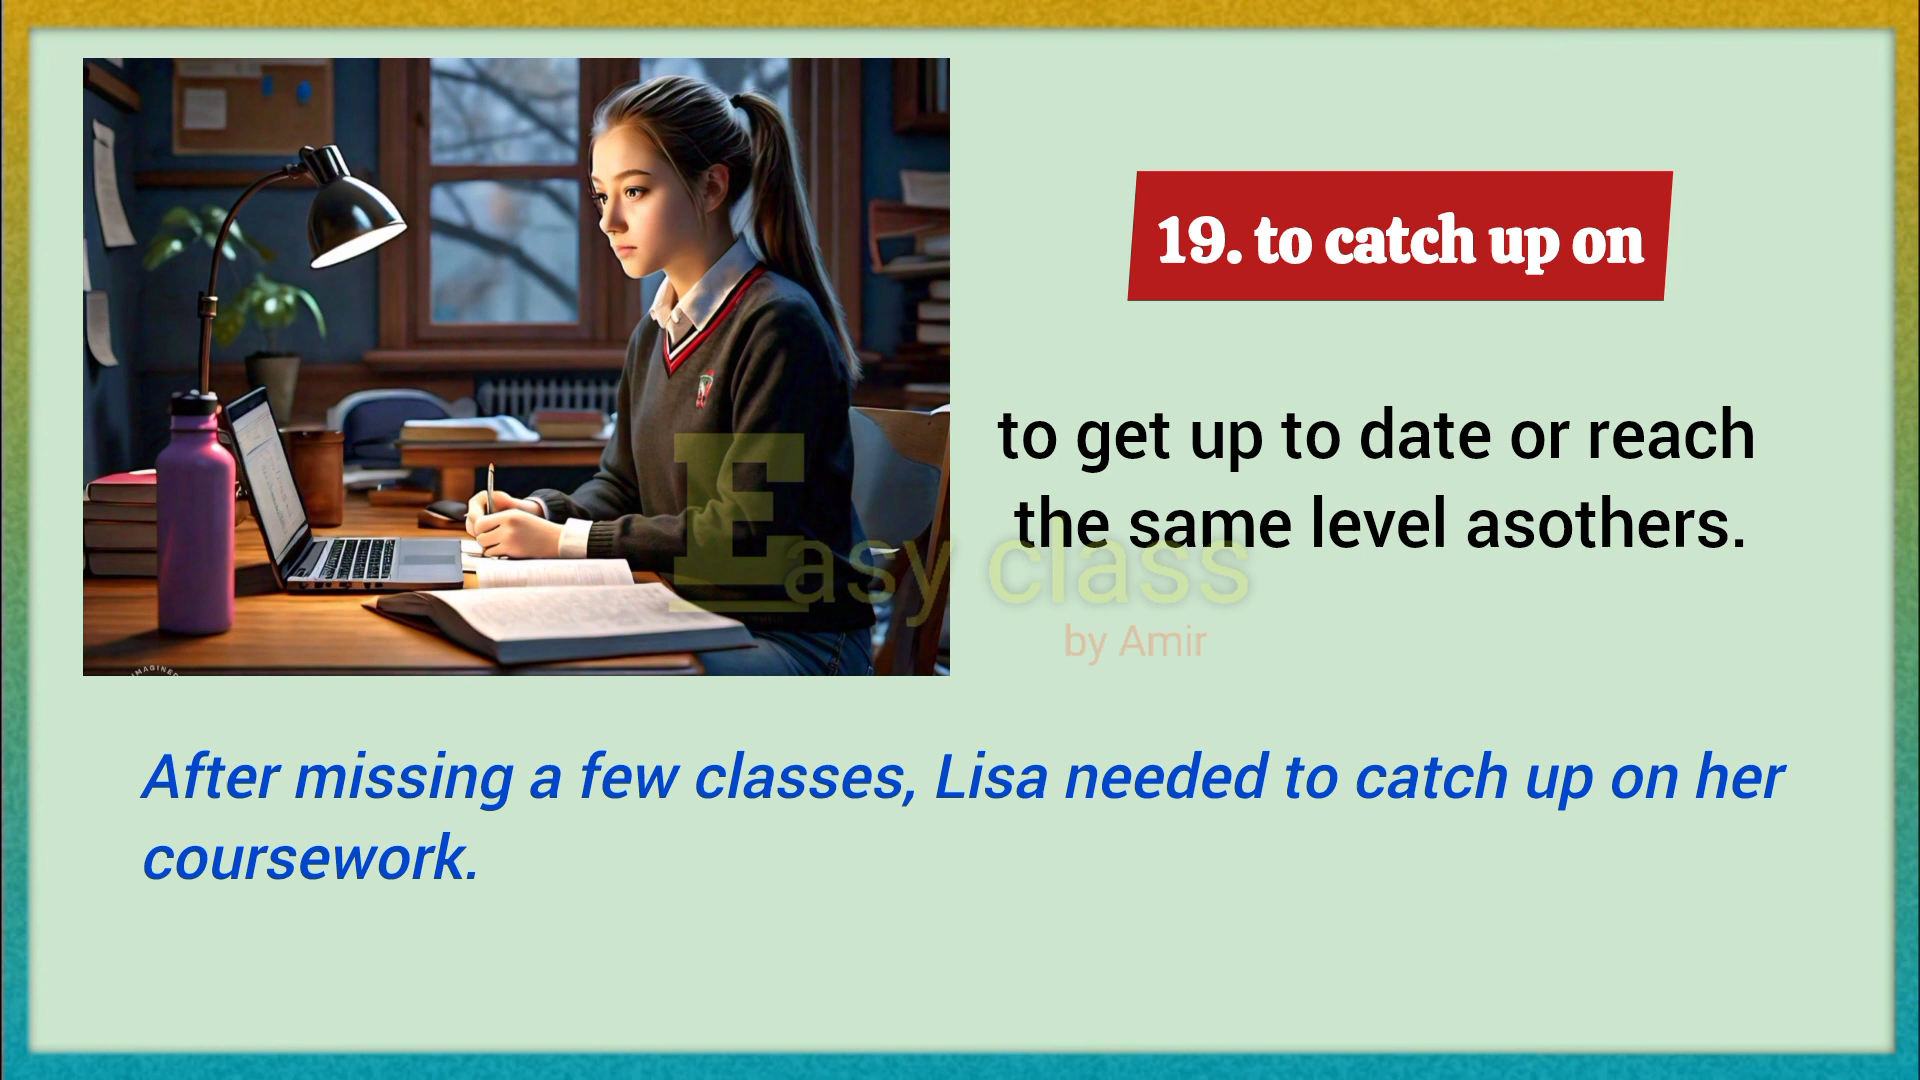 19. to catch up on
to get up to date or reach
the same level asothers.
Easy class
by Amir
After missing a few classes, Lisa needed to catch up on her
coursework.